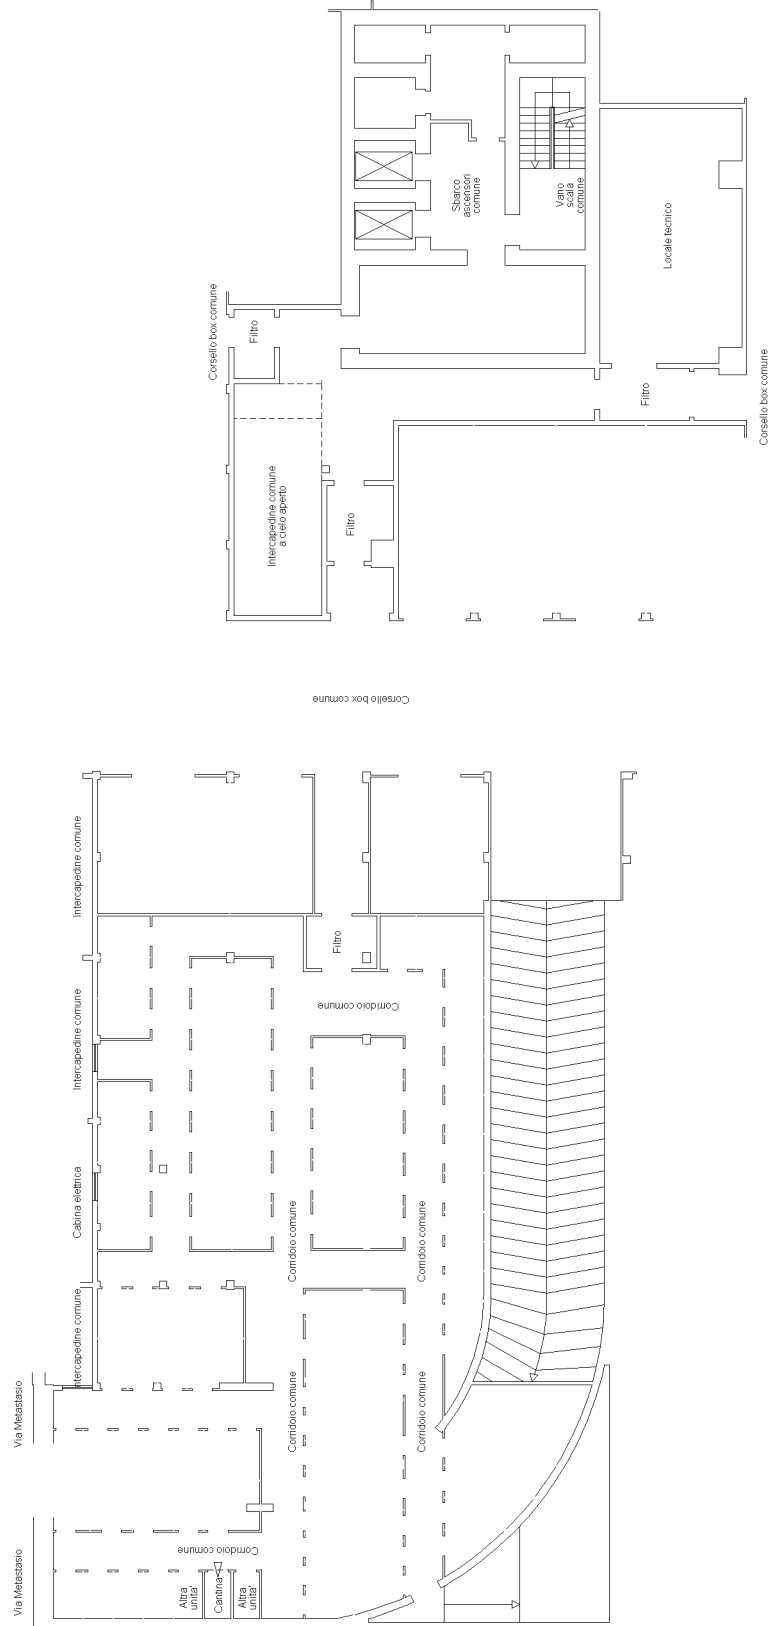 Corsello box comune
Filtro
Sbarco
ascensori
comune
Vano
scala
comune
Locale tecnico
Filtro
Corsello box comune
Intercapedine comune
a cielo aperto
Filtro
Corsello box comune
Intercapedine comune
Filtro
Corridoio comune
Intercapedine comune
Cabina elettrica
Corridoio comune
Corridoio comune
Intercapedine comune
Via Metastasio
Corridoio comune
Corridoio comune
Via Metastasio
Corridoio comune
Altra
unita'
Cantina
Altra
unita'